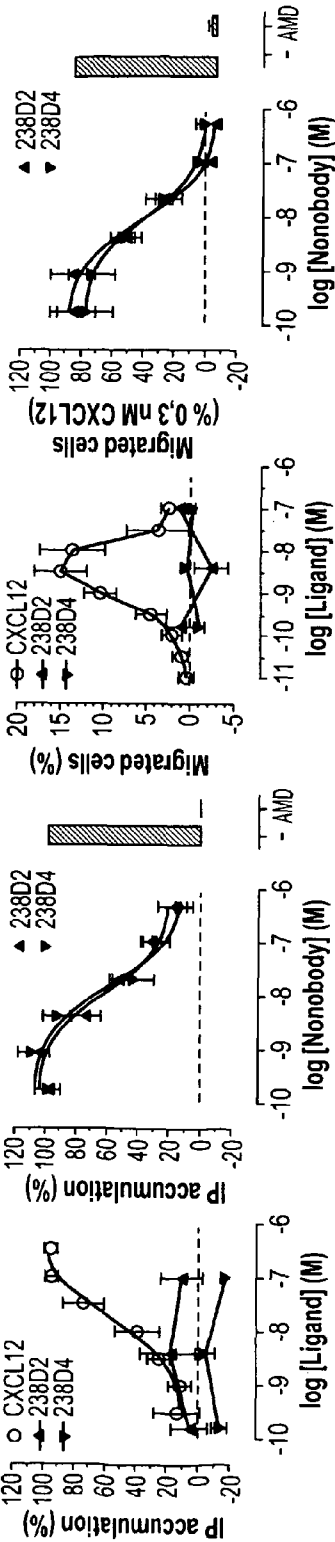 IP accumulation (%)
120
100
80
60
40
20
0
-20
CXCL12
238D2
238D4
-10
-9
-8
-7
-6
log [Ligand] (M)
IP accumulation (%)
120
100
80
60
40
20
0
238D2
238D4
-10
-9
-8
-7
-6
log [Nonobody] (M)
- AMD
Migrated cells (%)
20
15
10
5
0
-5
CXCL12
238D2
238D4
-11
-10
-9
-8
-7
-6
log [Ligand] (M)
Migrated cells
(% 0,3 nM CXCL12)
120
100
80
60
40
20
0
-20
238D2
238D4
-10
-9
-8
-7
-6
log [Nonobody] (M)
- AMD